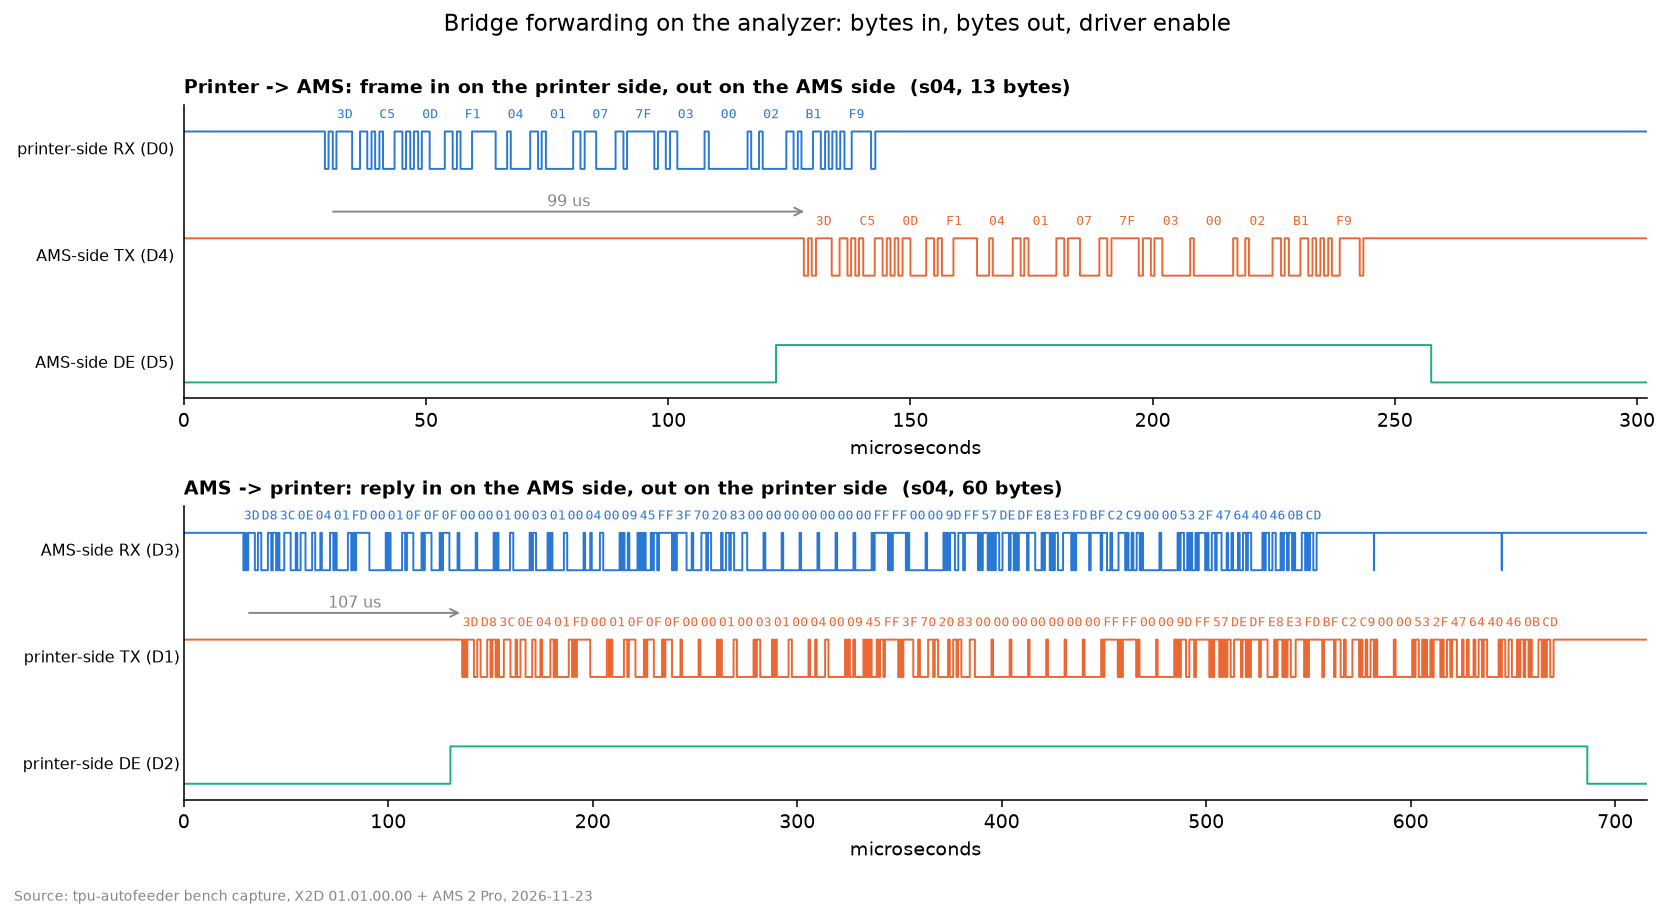 Bridge forwarding on the analyzer: bytes in, bytes out, driver enable
Printer -> AMS: frame in on the printer side, out on the AMS side (s04, 13 bytes)
3D C5 0D F1 04 01 07 7F 03 00 02 B1 F9
printer-side RX (D0)
99 us
3D C5 0D F1 04 01 07 7F 03 00 02 B1 F9
AMS-side TX (D4)
AMS-side DE (D5)
0 50 100 150 200 250 300
microseconds
AMS -> printer: reply in on the AMS side, out on the printer side (s04, 60 bytes)
3D D8 3C 0E 04 01 FD 00 01 0F 0F 0F 00 00 01 00 03 01 00 04 00 09 45 FF 3F 70 20 83 00 00 00 00 00 00 00 FF FF 00 00 9D FF 57 DE DF E8 E3 FD BF C2 C9 00 00 53 2F 47 64 40 46 0B CD
AMS-side RX (D3)
107 us
3D D8 3C 0E 04 01 FD 00 01 0F 0F 0F 00 00 01 00 03 01 00 04 00 09 45 FF 3F 70 20 83 00 00 00 00 00 00 00 FF FF 00 00 9D FF 57 DE DF E8 E3 FD BF C2 C9 00 00 53 2F 47 64 40 46 0B CD
printer-side TX (D1)
printer-side DE (D2)
0 100 200 300 400 500 600 700
microseconds
Source: tpu-autofeeder bench capture, X2D 01.01.00.00 + AMS 2 Pro, 2026-11-23